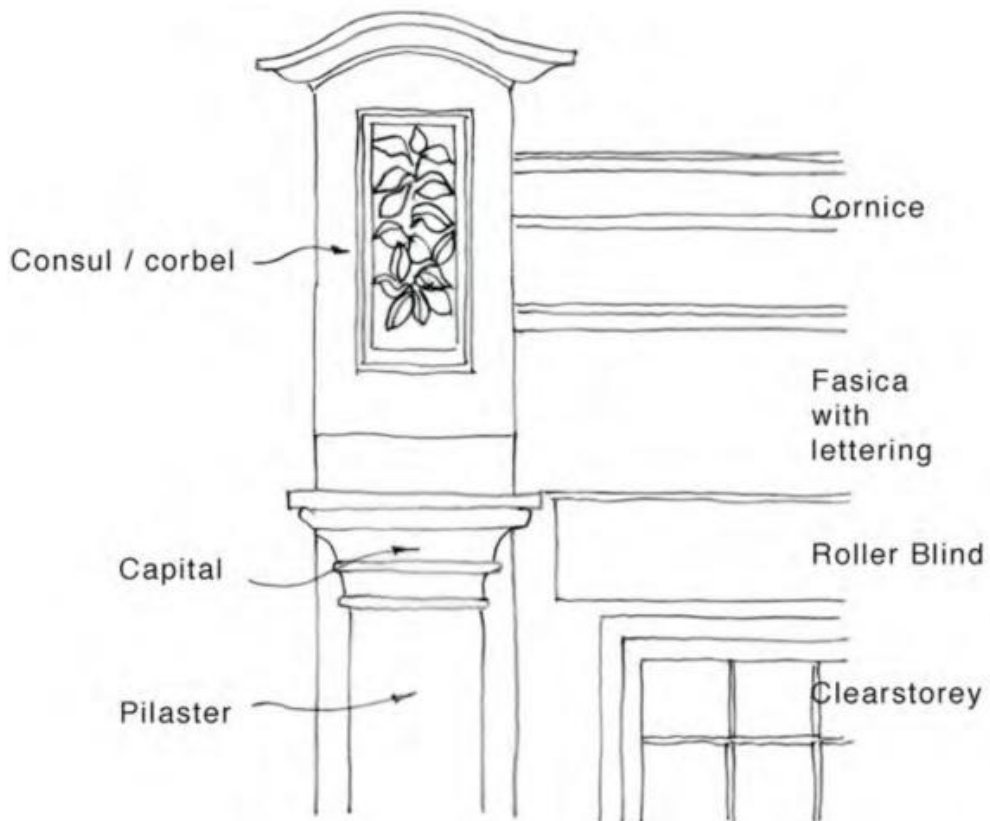 Cornice
Consul / corbel
Fasica
with
lettering
Roller Blind
Capital
Clearstorey
Pilaster